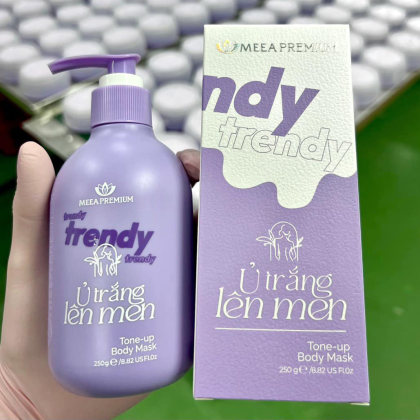 MEEA PREMIUM
trendy
trendy
trendy
Ủ trắng
lên men
Tone-up
Body Mask
250 g ℮ /8.82 US Fl.Oz
MEEA PREMIUM
ndy
trendy
Ủ trắng
lên men
Tone-up
Body Mask
250 g ℮ /8.82 US Fl.Oz